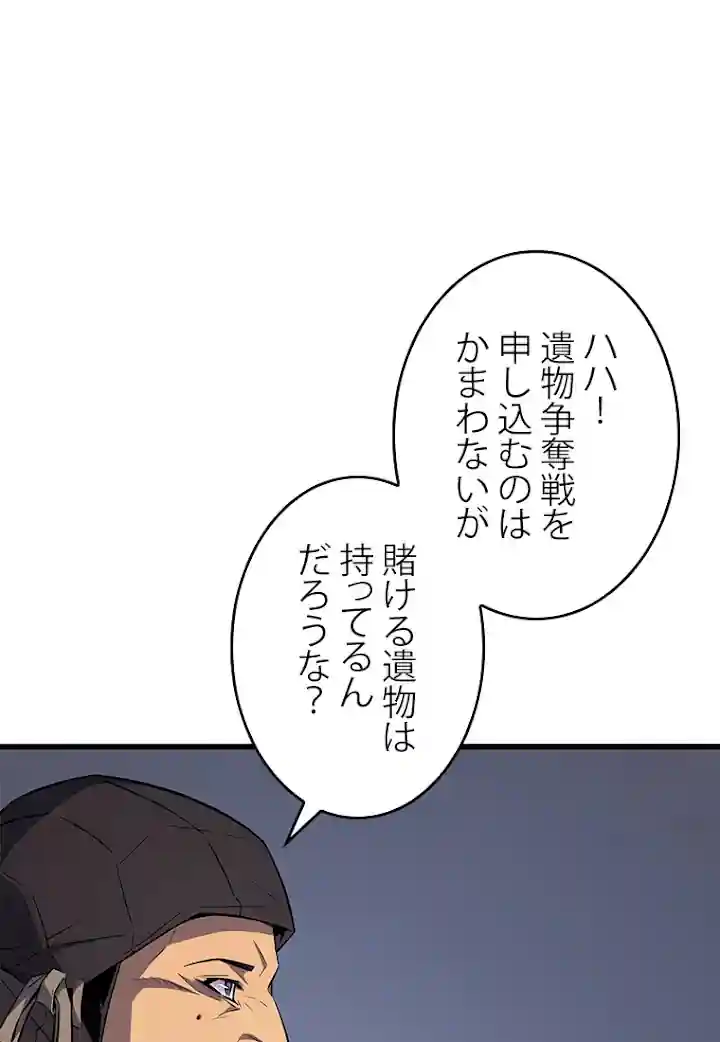 ハハ！
遺物争奪戦を
申し込むのは
かまわないが
賭ける遺物は
持ってるん
だろうな？